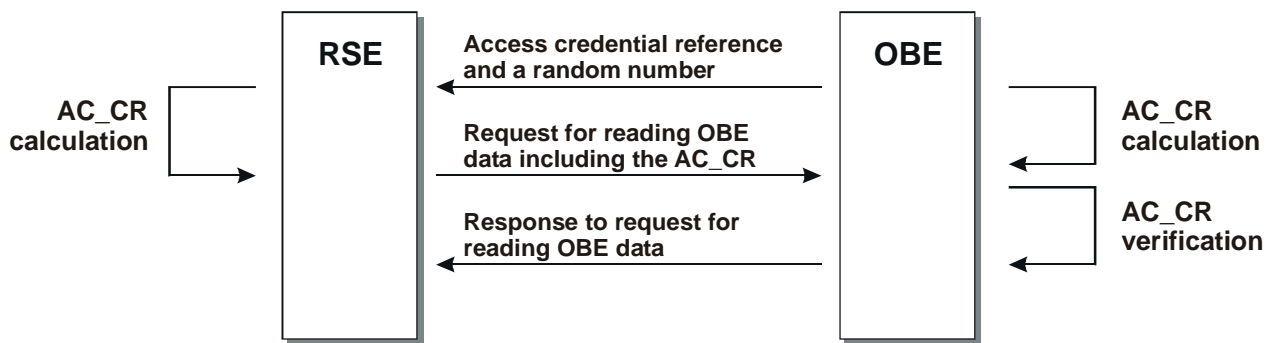 RSE
OBE
Access credential reference
and a random number
AC_CR
calculation
AC_CR
calculation
Request for reading OBE
data including the AC_CR
AC_CR
verification
Response to request for
reading OBE data